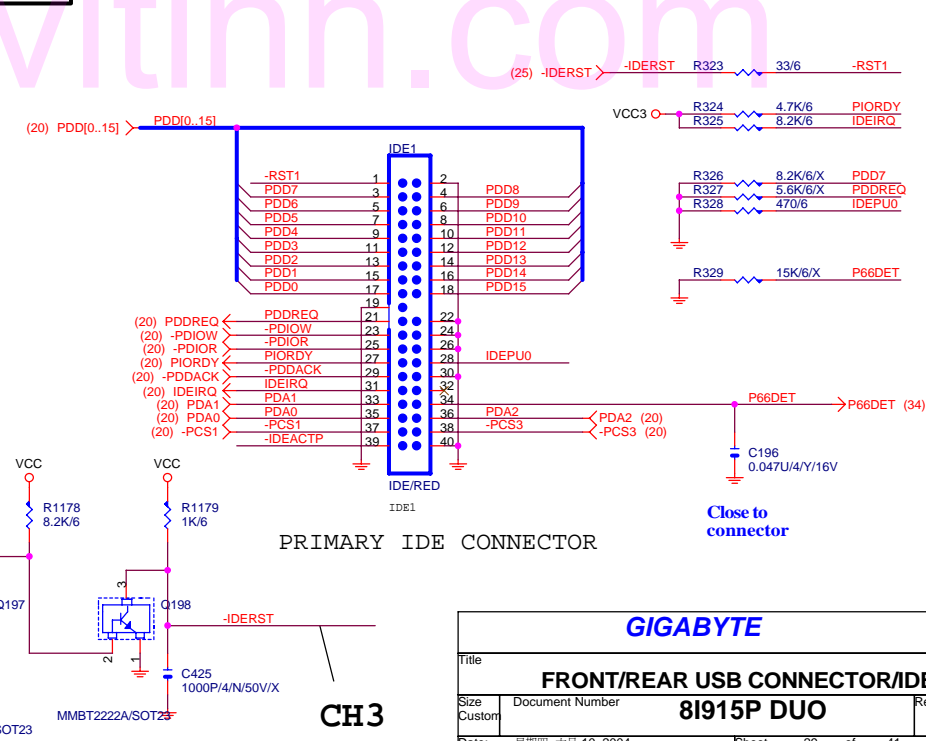 vitinn.com
(25) -IDERST -IDERST R323 33/6 -RST1
VCC3 R324 4.7K/6 PIORDY
R325 8.2K/6 IDEIRQ
(20) PDD[0..15] PDD[0..15]
IDE1
-RST1 1 2
PDD7 3 4 PDD8
PDD6 5 6 PDD9
PDD5 7 8 PDD10
PDD4 9 10 PDD11
PDD3 11 12 PDD12
PDD2 13 14 PDD13
PDD1 15 16 PDD14
PDD0 17 18 PDD15
19
(20) PDDREQ PDDREQ 21 22
(20) -PDIOW -PDIOW 23 24
(20) -PDIOR -PDIOR 25 26
(20) PIORDY PIORDY 27 28 IDEPU0
(20) -PDDACK -PDDACK 29 30
(20) IDEIRQ IDEIRQ 31 32
(20) PDA1 PDA1 33 34
(20) PDA0 PDA0 35 36 PDA2 PDA2 (20)
(20) -PCS1 -PCS1 37 38 -PCS3 -PCS3 (20)
-IDEACTP 39 40
IDE/RED
IDE1
R326 8.2K/6/X PDD7
R327 5.6K/6/X PDDREQ
R328 470/6 IDEPU0
R329 15K/6/X P66DET
P66DET P66DET (34)
C196
0.047U/4/Y/16V
Close to
connector
PRIMARY IDE CONNECTOR
VCC
R1178
8.2K/6
VCC
R1179
1K/6
Q197
3
Q198
2
1
-IDERST
C425
1000P/4/N/50V/X
MMBT2222A/SOT23
SOT23
CH3
GIGABYTE
Title
FRONT/REAR USB CONNECTOR/IDE
Size
Custom
Document Number
8I915P DUO